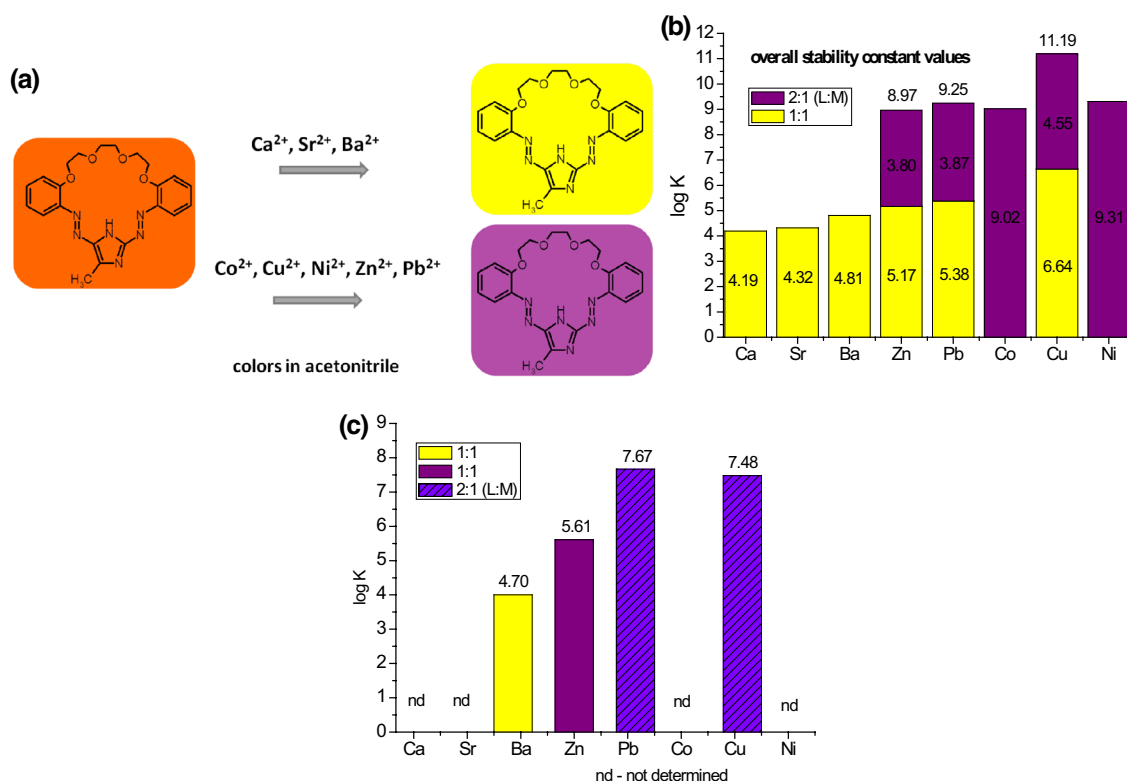 (a)
O O
O O
N N
N N
H
N
N
H₃C
Ca²⁺, Sr²⁺, Ba²⁺
Co²⁺, Cu²⁺, Ni²⁺, Zn²⁺, Pb²⁺
colors in acetonitrile
O O
O O
N N
N N
H
N
N
H₃C
O O
O O
N N
N N
H
N
N
H₃C
(b)
overall stability constant values
2:1 (L:M)
1:1
log K
12
11
10
9
8
7
6
5
4
3
2
1
0
4.19
4.32
4.81
8.97
3.80
5.17
9.25
3.87
5.38
9.02
11.19
4.55
6.64
9.31
Ca Sr Ba Zn Pb Co Cu Ni
(c)
1:1
1:1
2:1 (L:M)
log K
9
8
7
6
5
4
3
2
1
0
nd
nd
4.70
5.61
7.67
nd
7.48
nd
Ca Sr Ba Zn Pb Co Cu Ni
nd - not determined